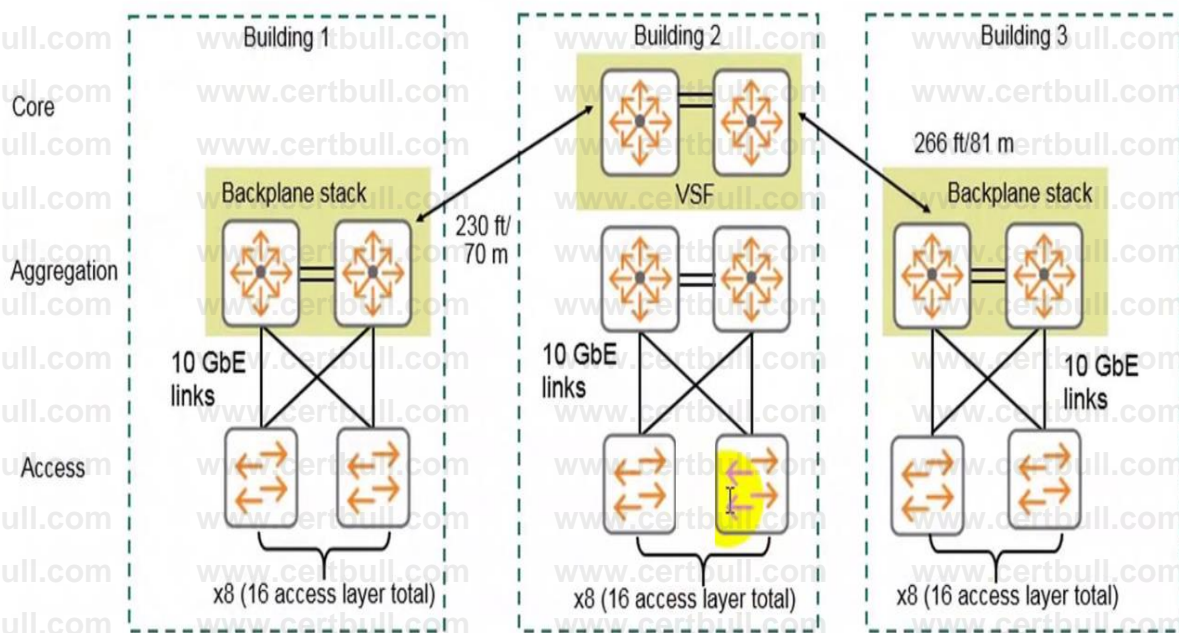 www.certbull.com
Building 1
Building 2
Building 3
Core
266 ft/81 m
Backplane stack
VSF
Backplane stack
230 ft/
70 m
Aggregation
10 GbE
links
10 GbE
links
10 GbE
links
Access
x8 (16 access layer total)
x8 (16 access layer total)
x8 (16 access layer total)